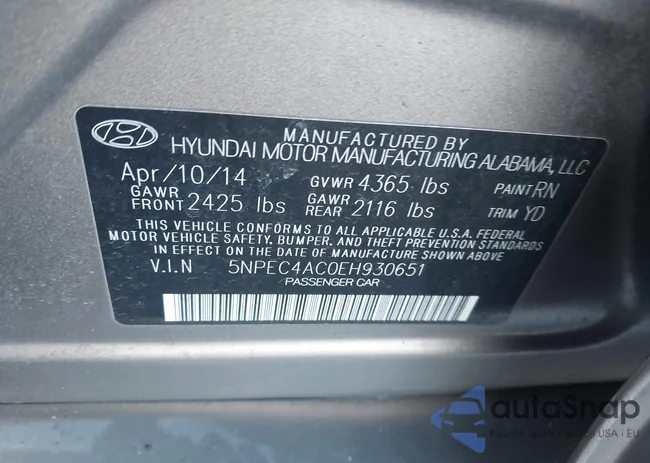 MANUFACTURED BY
HYUNDAI MOTOR MANUFACTURING ALABAMA, LLC
Apr/10/14 GVWR 4365 lbs PAINT RN
GAWR FRONT 2425 lbs GAWR REAR 2116 lbs TRIM YD
THIS VEHICLE CONFORMS TO ALL APPLICABLE U.S.A. FEDERAL
MOTOR VEHICLE SAFETY, BUMPER, AND THEFT PREVENTION STANDARDS
IN EFFECT ON THE DATE OF MANUFACTURE SHOWN ABOVE.
V.I.N 5NPEC4AC0EH930651
PASSENGER CAR
autoSnap
USA | EU